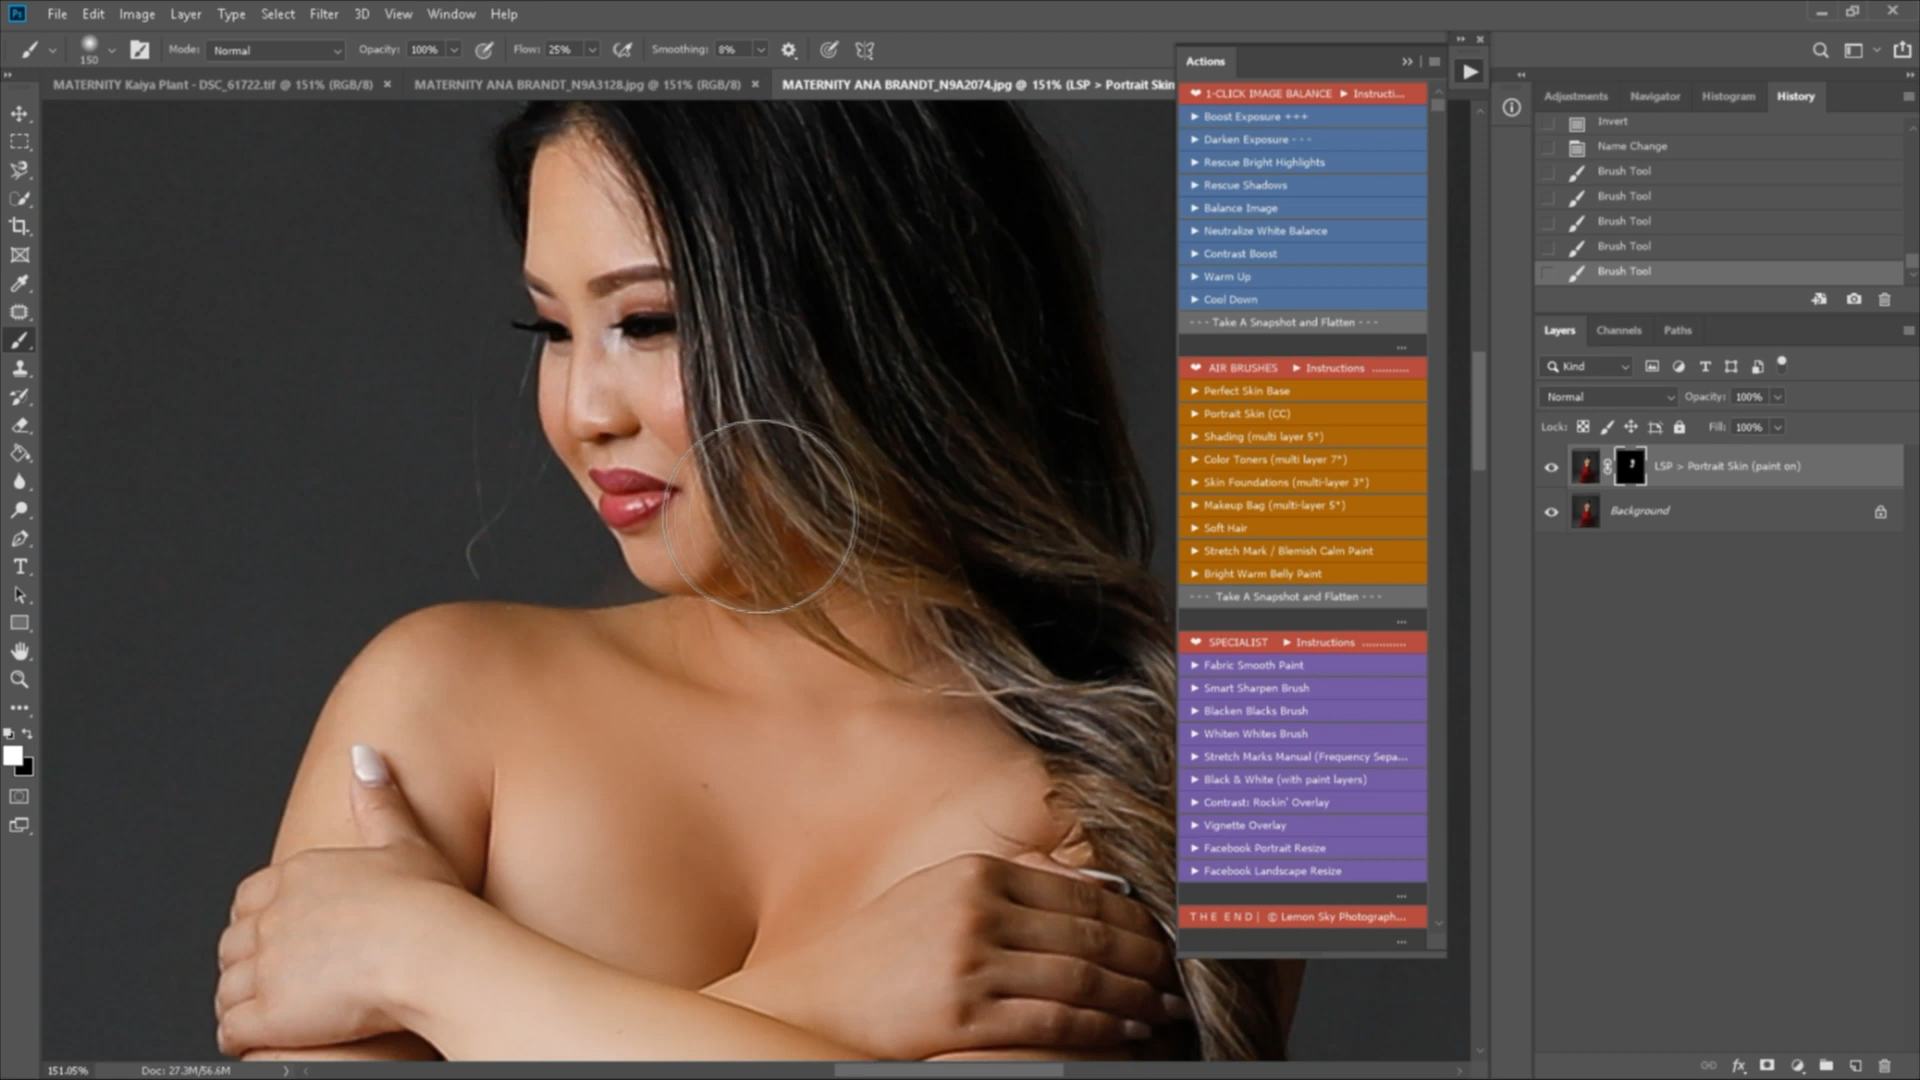 Ps File Edit Image Layer Type Select Filter 3D View Window Help
150 Mode: Normal Opacity: 100% Flow: 25% Smoothing: 8%
MATERNITY Kaiya Plant - DSC_61722.tif @ 151% (RGB/8) × MATERNITY ANA BRANDT_N9A3128.jpg @ 151% (RGB/8) × MATERNITY ANA BRANDT_N9A2074.jpg @ 151% (LSP > Portrait Skin
Actions
1-CLICK IMAGE BALANCE ► Instructi...
Boost Exposure +++
Darken Exposure - - -
Rescue Bright Highlights
Rescue Shadows
Balance Image
Neutralize White Balance
Contrast Boost
Warm Up
Cool Down
- - - Take A Snapshot and Flatten - - -
...
AIR BRUSHES ► Instructions ............
Perfect Skin Base
Portrait Skin (CC)
Shading (multi layer 5*)
Color Toners (multi layer 7*)
Skin Foundations (multi-layer 3*)
Makeup Bag (multi-layer 5*)
Soft Hair
Stretch Mark / Blemish Calm Paint
Bright Warm Belly Paint
- - - Take A Snapshot and Flatten - - -
...
SPECIALIST ► Instructions .............
Fabric Smooth Paint
Smart Sharpen Brush
Blacken Blacks Brush
Whiten Whites Brush
Stretch Marks Manual (Frequency Sepa...
Black & White (with paint layers)
Contrast: Rockin' Overlay
Vignette Overlay
Facebook Portrait Resize
Facebook Landscape Resize
...
T H E E N D | © Lemon Sky Photograph...
...
Adjustments Navigator Histogram History
Invert
Name Change
Brush Tool
Brush Tool
Brush Tool
Brush Tool
Brush Tool
Layers Channels Paths
Kind
Normal Opacity: 100%
Lock: Fill: 100%
LSP > Portrait Skin (paint on)
Background
fx
151.05% Doc: 27.3M/56.6M